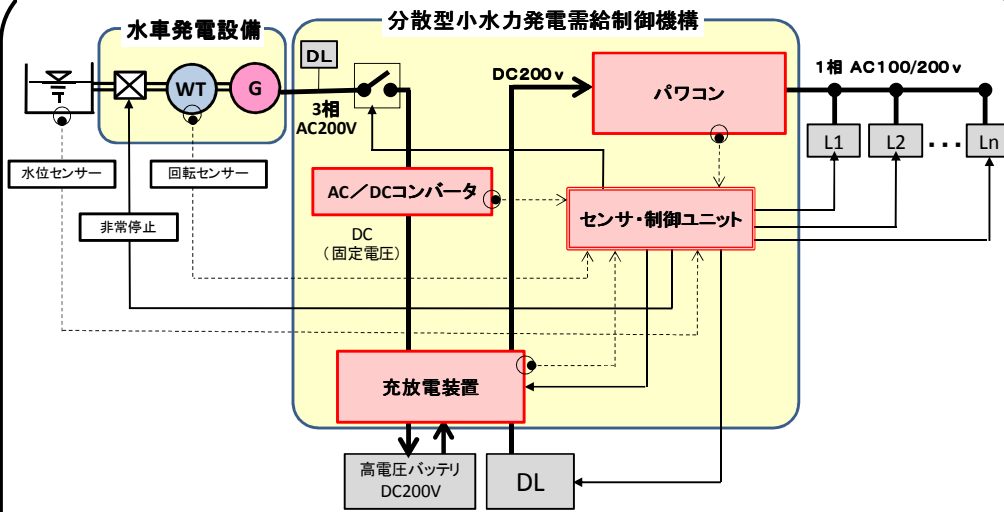 分散型小水力発電需給制御機構
水車発電設備
DL
WT
G
3相
AC200V
DC200v
パワコン
1相 AC100/200v
L1
L2
・・・
Ln
水位センサー
回転センサー
非常停止
AC／DCコンバータ
センサ・制御ユニット
DC
（固定電圧）
充放電装置
高電圧バッテリ
DC200V
DL